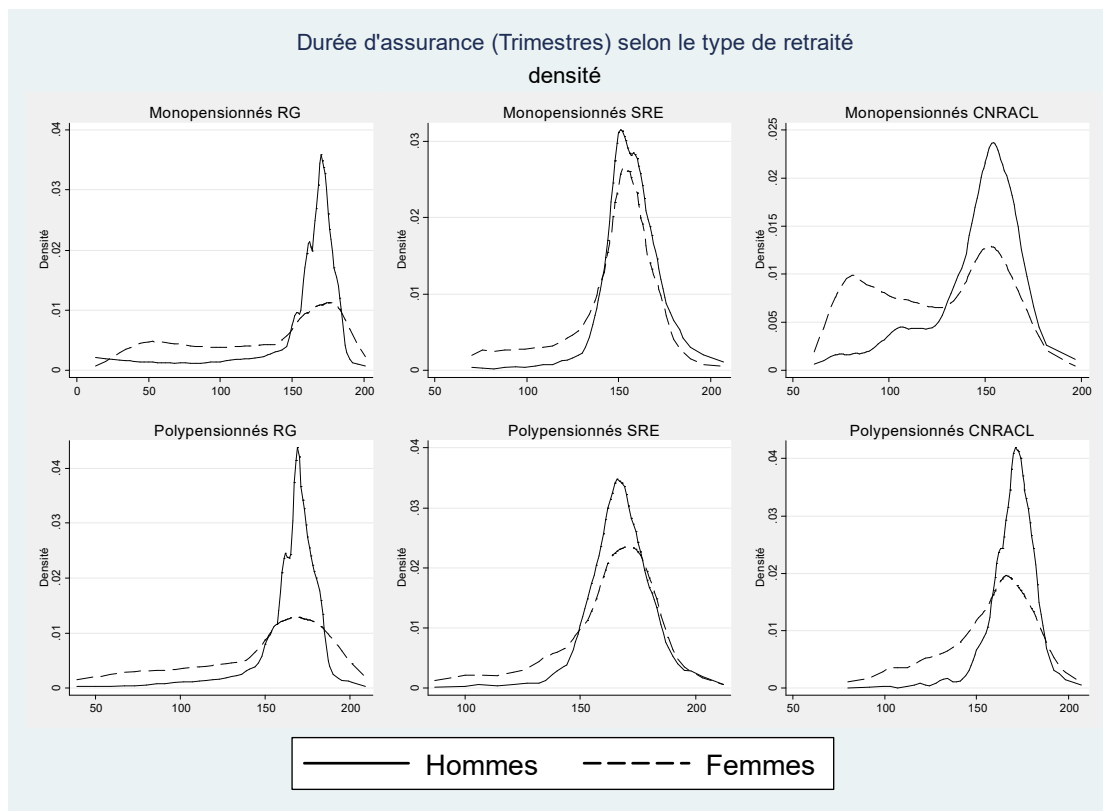 Durée d'assurance (Trimestres) selon le type de retraité
densité
Monopensionnés RG
Densité
0 .01 .02 .03 .04
0 50 100 150 200
Monopensionnés SRE
Densité
0 .01 .02 .03
50 100 150 200
Monopensionnés CNRACL
Densité
0 .005 .01 .015 .02 .025
50 100 150 200
Polypensionnés RG
Densité
0 .01 .02 .03 .04
50 100 150 200
Polypensionnés SRE
Densité
0 .01 .02 .03 .04
100 150 200
Polypensionnés CNRACL
Densité
0 .01 .02 .03 .04
50 100 150 200
Hommes Femmes